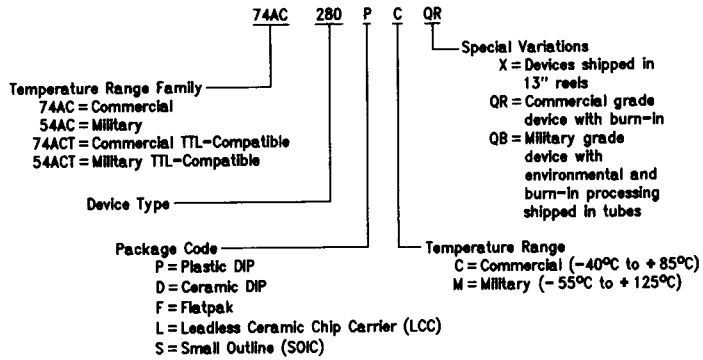 74AC 280 P C QR
Special Variations
X = Devices shipped in
13" reels
QR = Commercial grade
device with burn-in
QB = Military grade
device with
environmental and
burn-in processing
shipped in tubes
Temperature Range Family
74AC = Commercial
54AC = Military
74ACT = Commercial TTL-Compatible
54ACT = Military TTL-Compatible
Device Type
Package Code
P = Plastic DIP
D = Ceramic DIP
F = Flatpak
L = Leadless Ceramic Chip Carrier (LCC)
S = Small Outline (SOIC)
Temperature Range
C = Commercial (-40°C to +85°C)
M = Military (-55°C to +125°C)